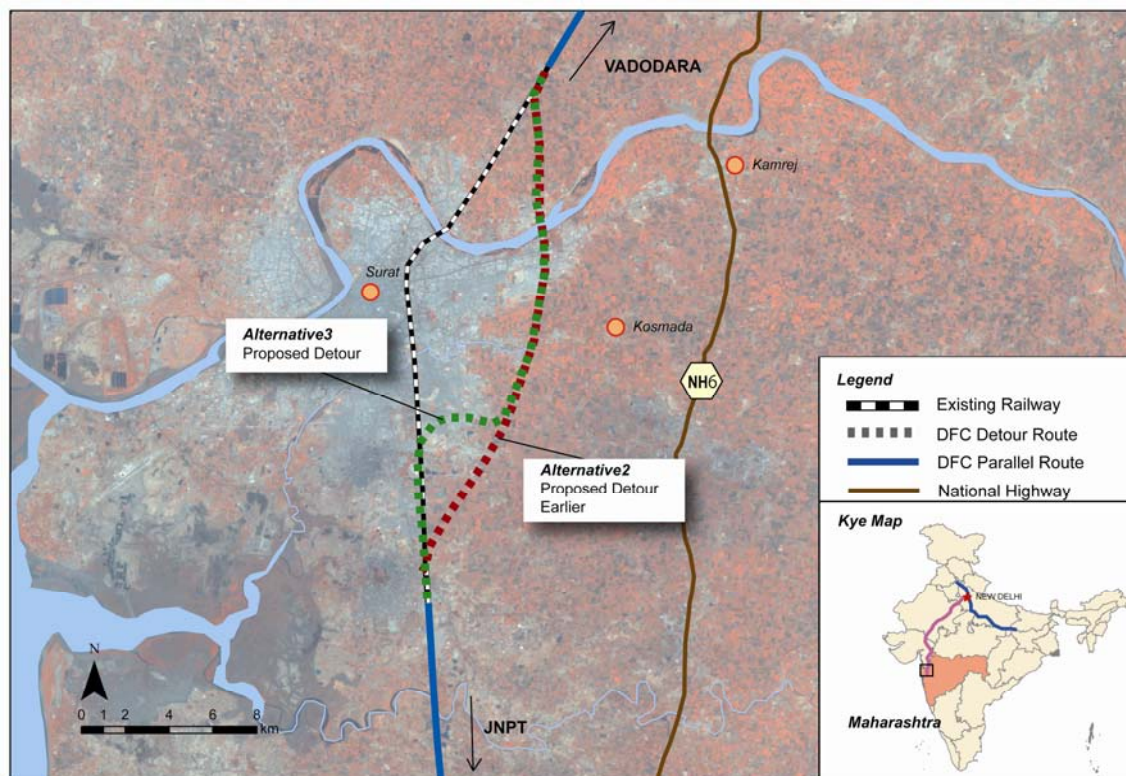 VADODARA
Kamrej
Surat
Kosmada
Alternative3
Proposed Detour
NH6
Alternative2
Proposed Detour
Earlier
Legend
Existing Railway
DFC Detour Route
DFC Parallel Route
National Highway
Kye Map
NEW DELHI
Maharashtra
N
0 1 2 4 6 8
km
JNPT